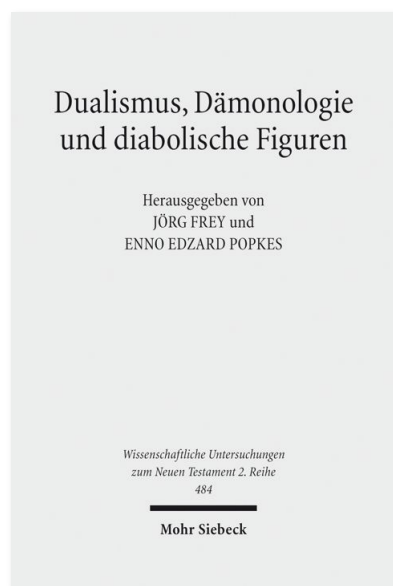 Dualismus, Dämonologie
und diabolische Figuren
Herausgegeben von
JÖRG FREY und
ENNO EDZARD POPKES
Wissenschaftliche Untersuchungen
zum Neuen Testament 2. Reihe
484
Mohr Siebeck